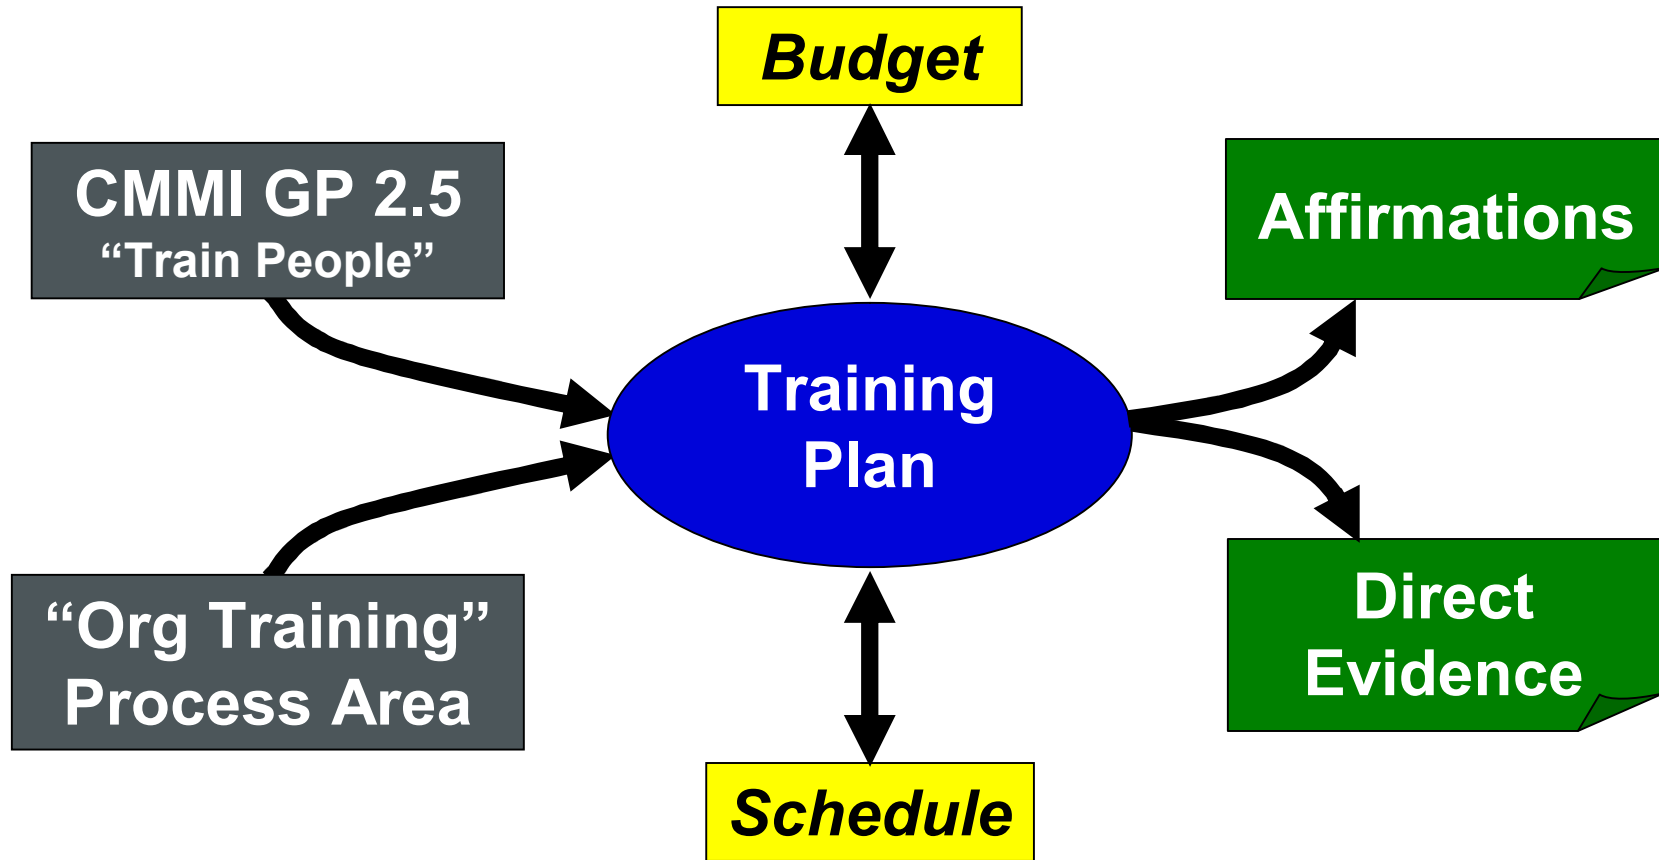 Budget
CMMI GP 2.5
“Train People”
Affirmations
Training
Plan
“Org Training”
Process Area
Direct
Evidence
Schedule